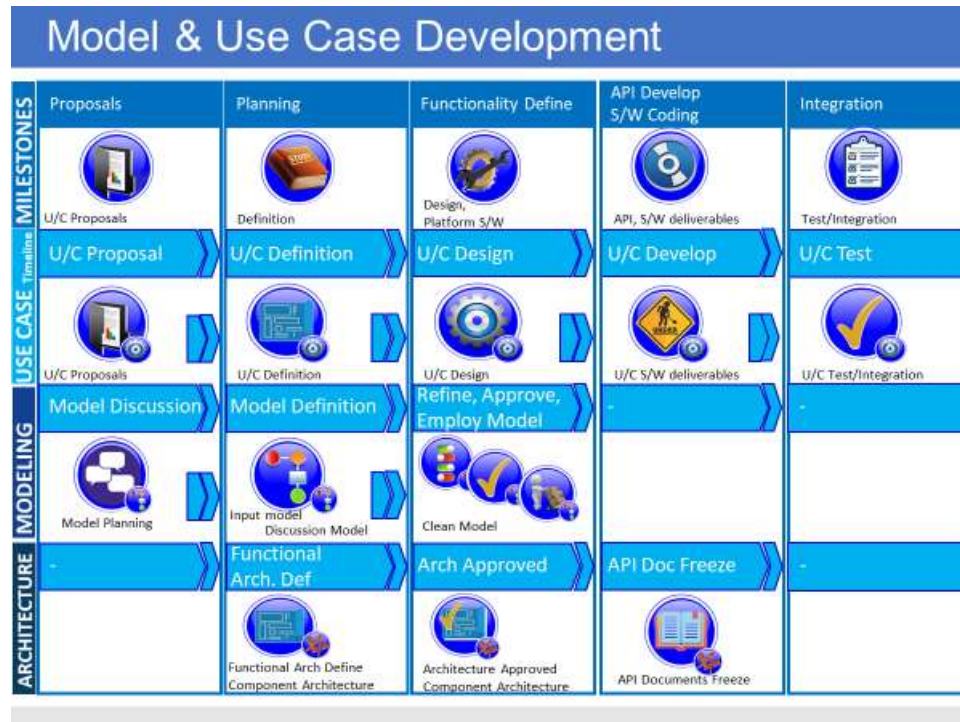 Model & Use Case Development
MILESTONES
Proposals
Planning
Functionality Define
API Develop
S/W Coding
Integration
U/C Proposals
STORY
Definition
Design,
Platform S/W
API, S/W deliverables
Test/Integration
USE CASE Timeline
U/C Proposal
U/C Definition
U/C Design
U/C Develop
U/C Test
U/C Proposals
U/C Definition
U/C Design
UNDER
U/C S/W deliverables
U/C Test/Integration
MODELING
Model Discussion
Model Definition
Refine, Approve,
Employ Model
-
-
Model Planning
Input model
Discussion Model
Clean Model
ARCHITECTURE
-
Functional
Arch. Def
Arch Approved
API Doc Freeze
-
Functional Arch Define
Component Architecture
Architecture Approved
Component Architecture
API Documents Freeze